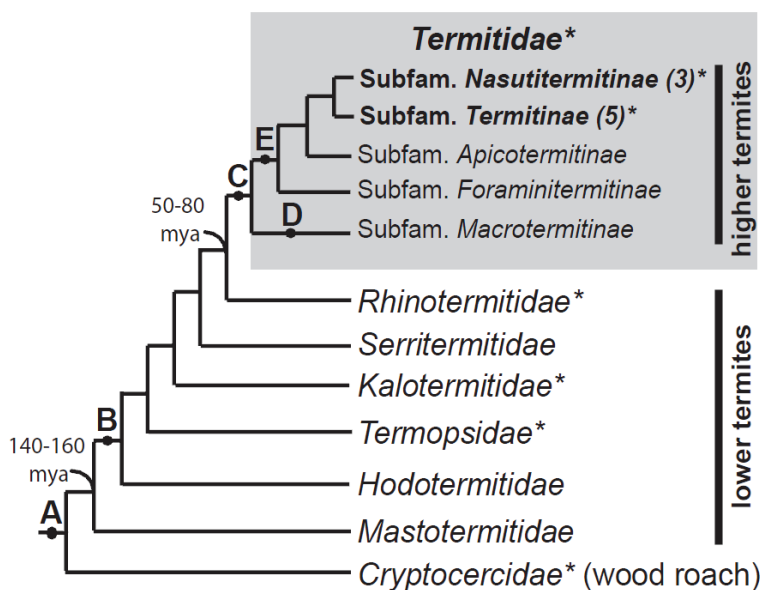 Termitidae*
Subfam. Nasutitermitinae (3)*
Subfam. Termitinae (5)*
E
Subfam. Apicotermitinae
C
Subfam. Foraminitermitinae
50-80
mya
D
Subfam. Macrotermitinae
higher termites
Rhinotermitidae*
Serritermitidae
Kalotermitidae*
B
Termopsidae*
140-160
mya
Hodotermitidae
A
Mastotermitidae
lower termites
Cryptocercidae* (wood roach)